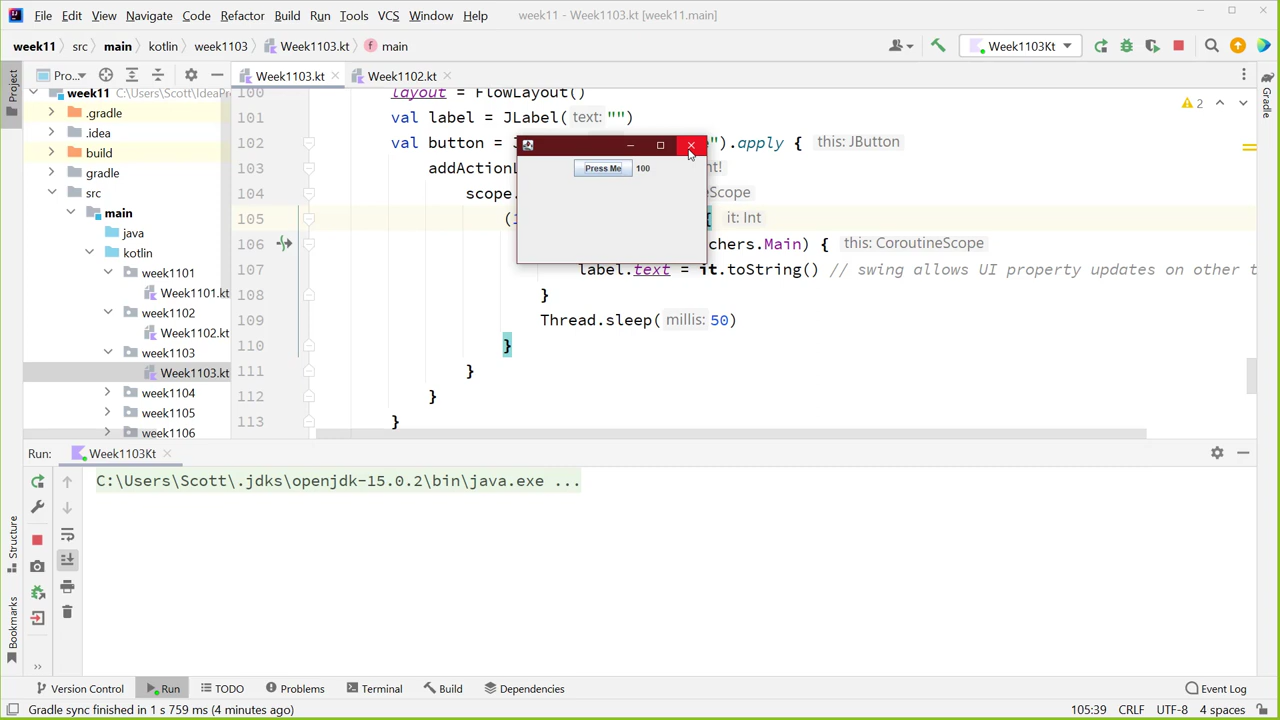 File Edit View Navigate Code Refactor Build Run Tools VCS Window Help week11 - Week1103.kt [week11.main]
week11 src main kotlin week1103 Week1103.kt main Week1103Kt
Pro... Week1103.kt Week1102.kt
Project
Gradle
week11 C:\Users\Scott\IdeaPro
.gradle
.idea
build
gradle
src
main
java
kotlin
week1101
Week1101.kt
week1102
Week1102.kt
week1103
Week1103.kt
week1104
week1105
week1106
2
100 layout = FlowLayout()
101 val label = JLabel( text: "")
102 val button = J ").apply { this: JButton
103 addActionL nt!
104 scope. eScope
105 { it: Int
106 chers.Main) { this: CoroutineScope
107 label.text = it.toString() // swing allows UI property updates on other t
108 }
109 Thread.sleep( millis: 50)
110 }
111 }
112 }
113 }
Press Me 100
Run: Week1103Kt
C:\Users\Scott\.jdks\openjdk-15.0.2\bin\java.exe ...
Structure
Bookmarks
Version Control Run TODO Problems Terminal Build Dependencies Event Log
Gradle sync finished in 1 s 759 ms (4 minutes ago) 105:39 CRLF UTF-8 4 spaces